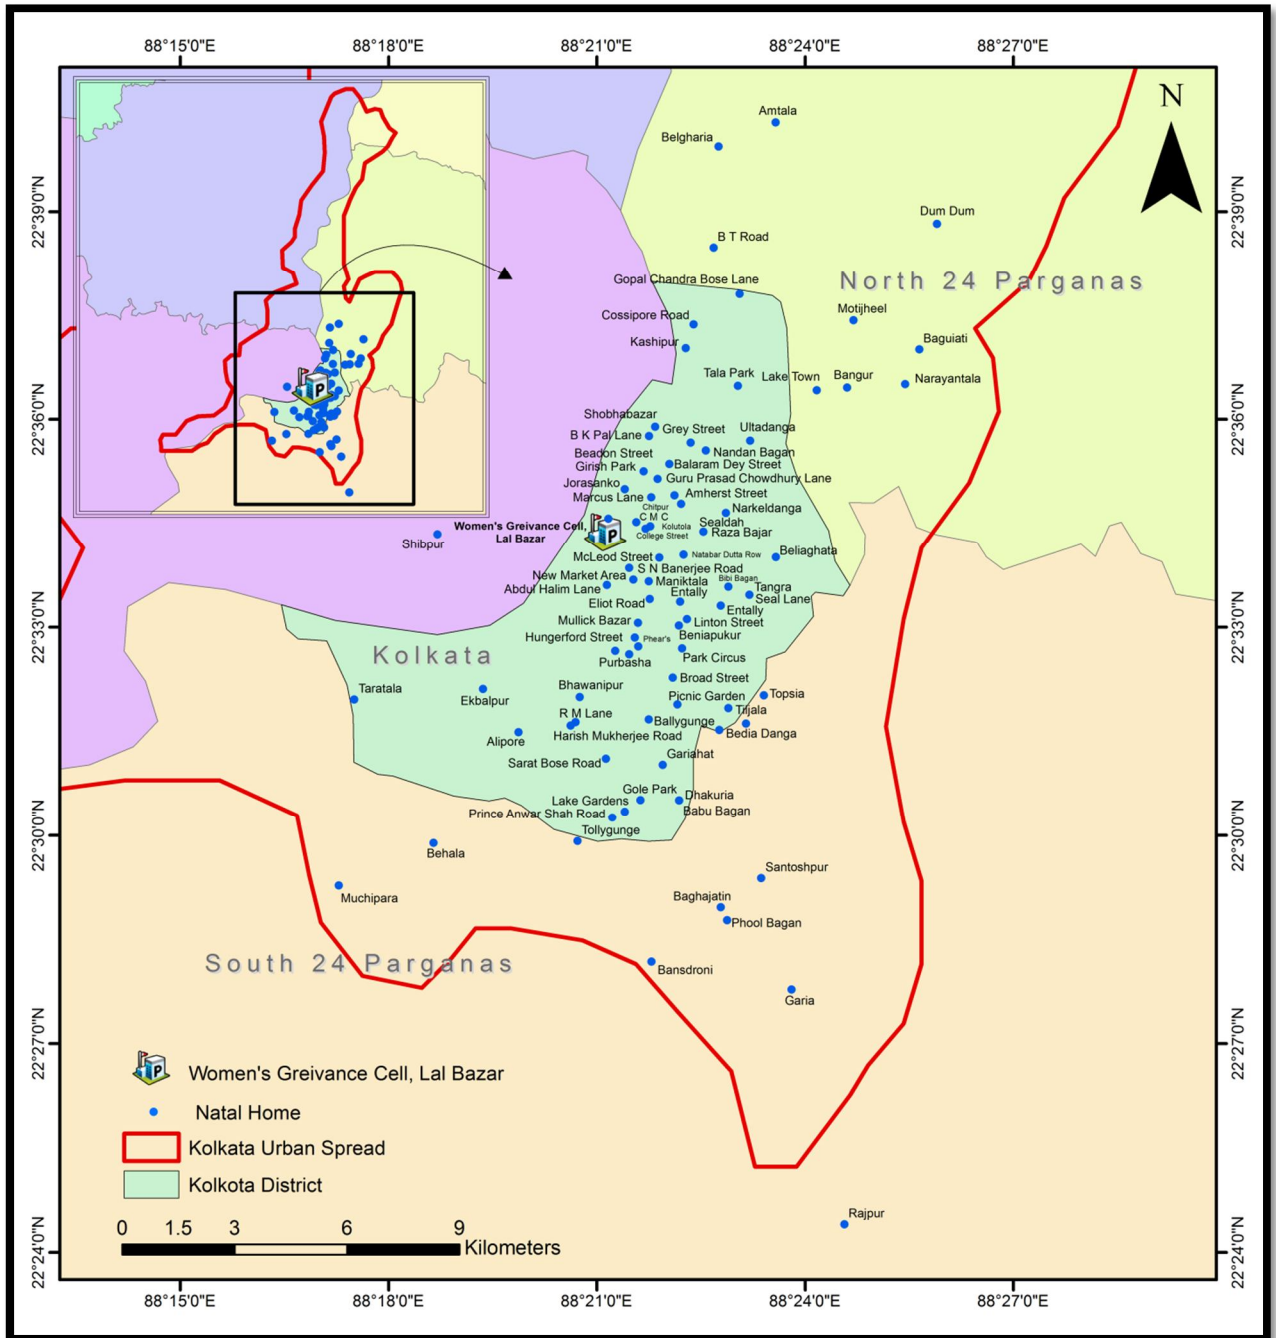 88°15'0"E
88°18'0"E
88°21'0"E
88°24'0"E
88°27'0"E
N
22°39'0"N
22°39'0"N
22°36'0"N
22°36'0"N
22°33'0"N
22°33'0"N
22°30'0"N
22°30'0"N
22°27'0"N
22°27'0"N
22°24'0"N
22°24'0"N
Amtala
Belgharia
Dum Dum
B T Road
Gopal Chandra Bose Lane
North 24 Parganas
Cossipore Road
Motijheel
Kashipur
Baguiati
Tala Park
Lake Town
Bangur
Narayantala
Shobhabazar
B K Pal Lane
Grey Street
Ultadanga
Beadon Street
Nandan Bagan
Girish Park
Balaram Dey Street
Jorasanko
Guru Prasad Chowdhury Lane
Marcus Lane
Amherst Street
Chitpur
Narkeldanga
C M C
Sealdah
Women's Greivance Cell,
Lal Bazar
Kolutola
Raza Bajar
College Street
Shibpur
McLeod Street
Natabar Dutta Row
Beliaghata
S N Banerjee Road
New Market Area
Maniktala
Bibi Bagan
Tangra
Abdul Halim Lane
Entally
Seal Lane
Eliot Road
Entally
Mullick Bazar
Linton Street
Hungerford Street
Phear's
Beniapukur
Kolkata
Purbasha
Park Circus
Taratala
Ekbalpur
Bhawanipur
Broad Street
Picnic Garden
Topsia
R M Lane
Tiljala
Ballygunge
Alipore
Harish Mukherjee Road
Bedia Danga
Sarat Bose Road
Gariahat
Gole Park
Dhakuria
Lake Gardens
Prince Anwar Shah Road
Babu Bagan
Tollygunge
Behala
Santoshpur
Muchipara
Baghajatin
Phool Bagan
South 24 Parganas
Bansdroni
Garia
Rajpur
P
P
P
Women's Greivance Cell, Lal Bazar
Natal Home
Kolkata Urban Spread
Kolkota District
0 1.5 3 6 9
Kilometers
88°15'0"E
88°18'0"E
88°21'0"E
88°24'0"E
88°27'0"E